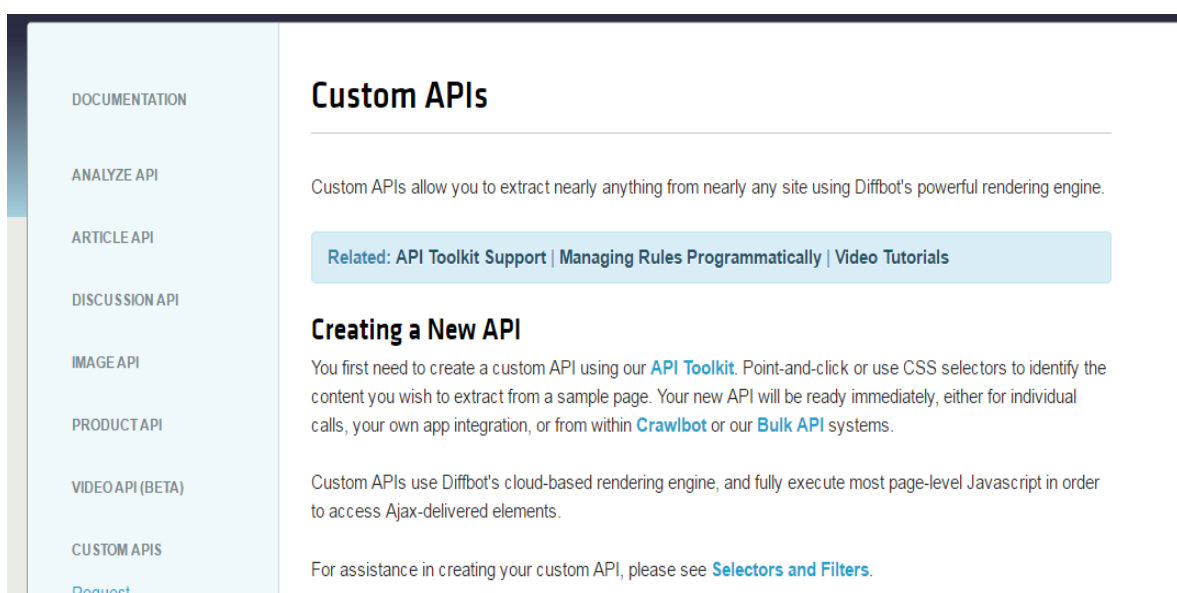 DOCUMENTATION
ANALYZE API
ARTICLE API
DISCUSSION API
IMAGE API
PRODUCT API
VIDEO API (BETA)
CUSTOM APIS
Request
Custom APIs
Custom APIs allow you to extract nearly anything from nearly any site using Diffbot's powerful rendering engine.
Related: API Toolkit Support | Managing Rules Programmatically | Video Tutorials
Creating a New API
You first need to create a custom API using our API Toolkit. Point-and-click or use CSS selectors to identify the
content you wish to extract from a sample page. Your new API will be ready immediately, either for individual
calls, your own app integration, or from within Crawlbot or our Bulk API systems.
Custom APIs use Diffbot's cloud-based rendering engine, and fully execute most page-level Javascript in order
to access Ajax-delivered elements.
For assistance in creating your custom API, please see Selectors and Filters.